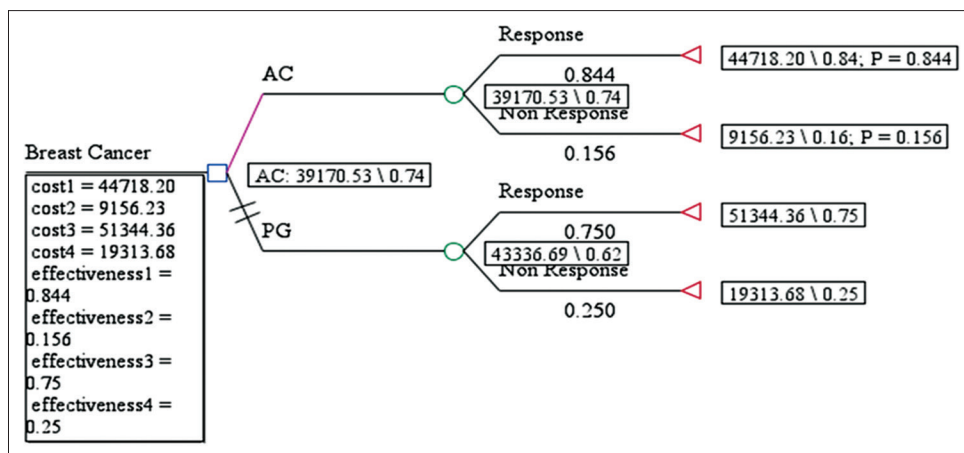 Response
44718.20 \ 0.84; P = 0.844
AC
0.844
39170.53 \ 0.74
Non Response
9156.23 \ 0.16; P = 0.156
0.156
Breast Cancer
AC: 39170.53 \ 0.74
cost1 = 44718.20
cost2 = 9156.23
cost3 = 51344.36
cost4 = 19313.68
effectiveness1 =
0.844
effectiveness2 =
0.156
effectiveness3 =
0.75
effectiveness4 =
0.25
Response
51344.36 \ 0.75
PG
0.750
43336.69 \ 0.62
Non Response
19313.68 \ 0.25
0.250